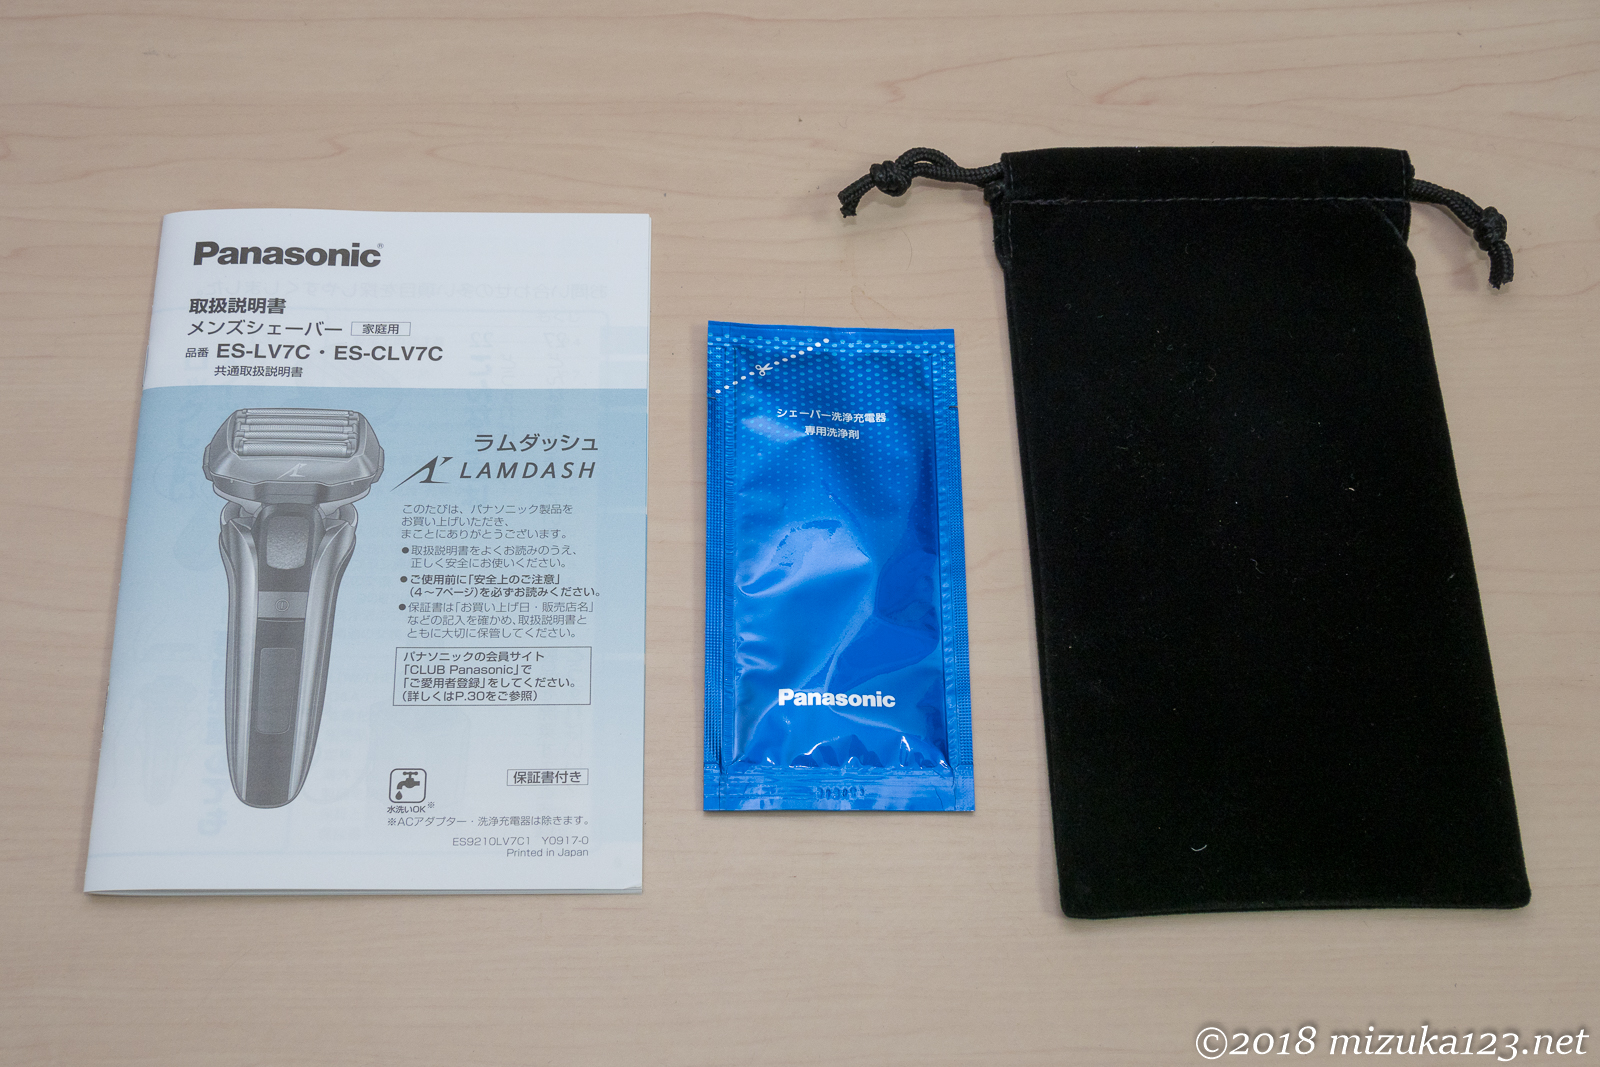 Panasonic®
取扱説明書
メンズシェーバー 家庭用
品番 ES-LV7C・ES-CLV7C
共通取扱説明書
ラムダッシュ
LAMDASH
このたびは、パナソニック製品を
お買い上げいただき、
まことにありがとうございます。
●取扱説明書をよくお読みのうえ、
正しく安全にお使いください。
●ご使用前に「安全上のご注意」
(4〜7ページ)を必ずお読みください。
●保証書は「お買い上げ日・販売店名」
などの記入を確かめ、取扱説明書と
ともに大切に保管してください。
パナソニックの会員サイト
「CLUB Panasonic」で
「ご愛用者登録」をしてください。
(詳しくはP.30をご参照)
保証書付き
水洗いOK※
※ACアダプター・洗浄充電器は除きます。
ES9210LV7C1 Y0917-0
Printed in Japan
シェーバー洗浄充電器
専用洗浄剤
Panasonic
©2018 mizuka123.net